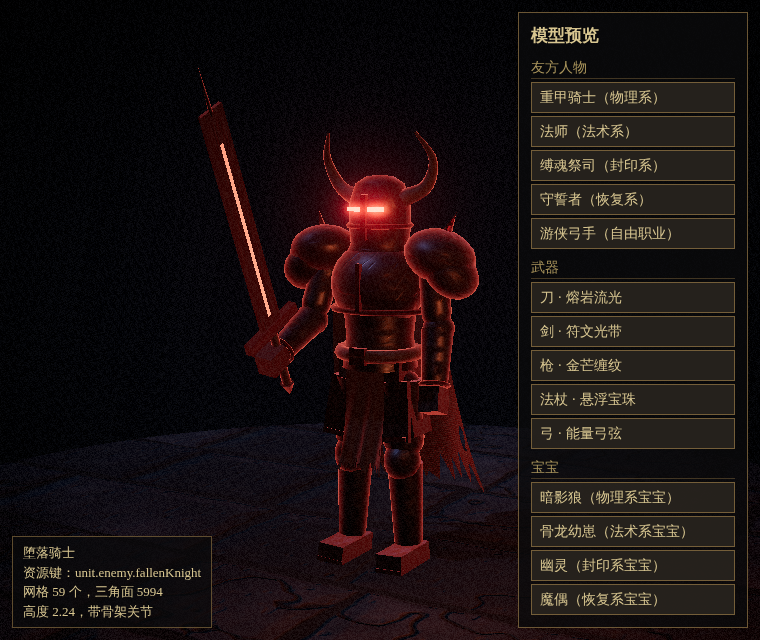 模型预览
友方人物
重甲骑士（物理系）
法师（法术系）
缚魂祭司（封印系）
守誓者（恢复系）
游侠弓手（自由职业）
武器
刀 · 熔岩流光
剑 · 符文光带
枪 · 金芒缠纹
法杖 · 悬浮宝珠
弓 · 能量弓弦
宝宝
暗影狼（物理系宝宝）
骨龙幼崽（法术系宝宝）
幽灵（封印系宝宝）
魔偶（恢复系宝宝）
堕落骑士
资源键：unit.enemy.fallenKnight
网格 59 个，三角面 5994
高度 2.24，带骨架关节